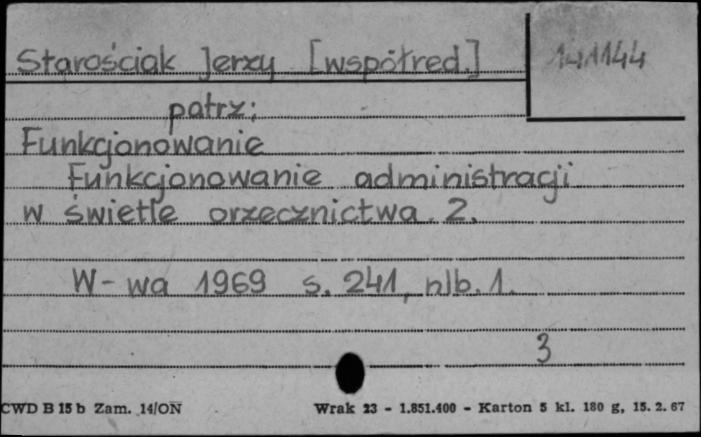 Starościak Jerzy [współred.] 141144
patrz:
Funkcjonowanie
Funkcjonowanie administracji
w świetle orzecznictwa. 2.
W-wa 1969 s. 241, nlb. 1.
3
CWD B 15 b Zam. 14/ON Wrak 23 - 1.851.400 - Karton 5 kl. 180 g, 15. 2. 67